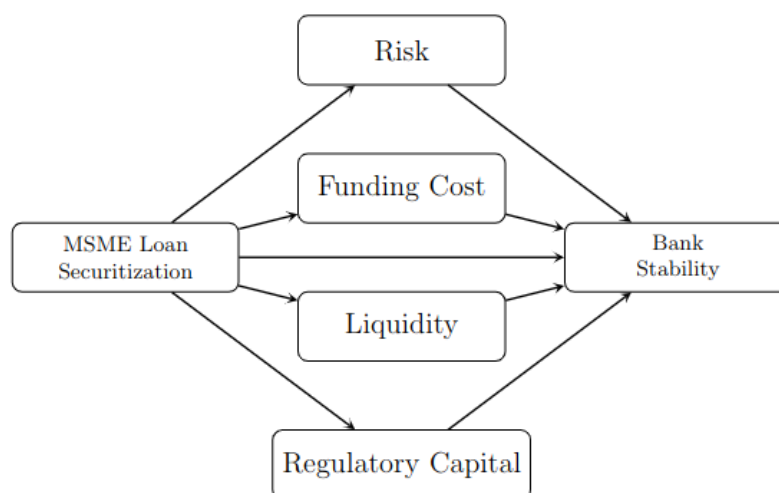 Risk
Funding Cost
MSME Loan
Securitization
Bank
Stability
Liquidity
Regulatory Capital